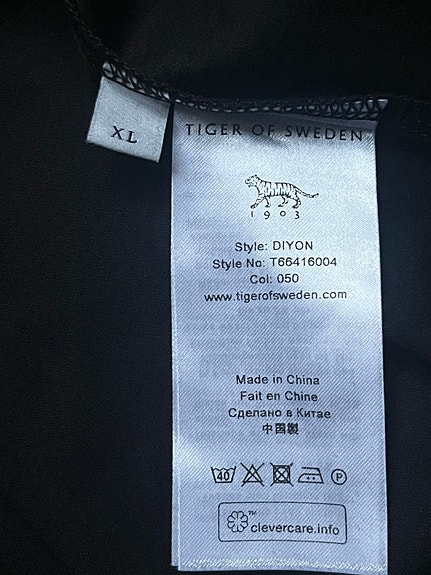 XL
TIGER OF SWEDEN
1903
Style: DIYON
Style No: T66416004
Col: 050
www.tigerofsweden.com
Made in China
Fait en Chine
Сделано в Китае
中国製
40 P
™ clevercare.info